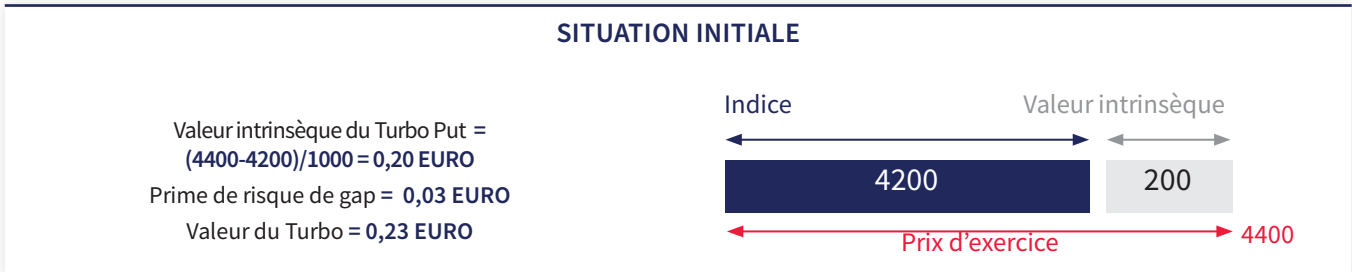 SITUATION INITIALE
Valeur intrinsèque du Turbo Put =
(4400-4200)/1000 = 0,20 EURO
Prime de risque de gap = 0,03 EURO
Valeur du Turbo = 0,23 EURO
Indice
Valeur intrinsèque
4200
200
Prix d’exercice
4400